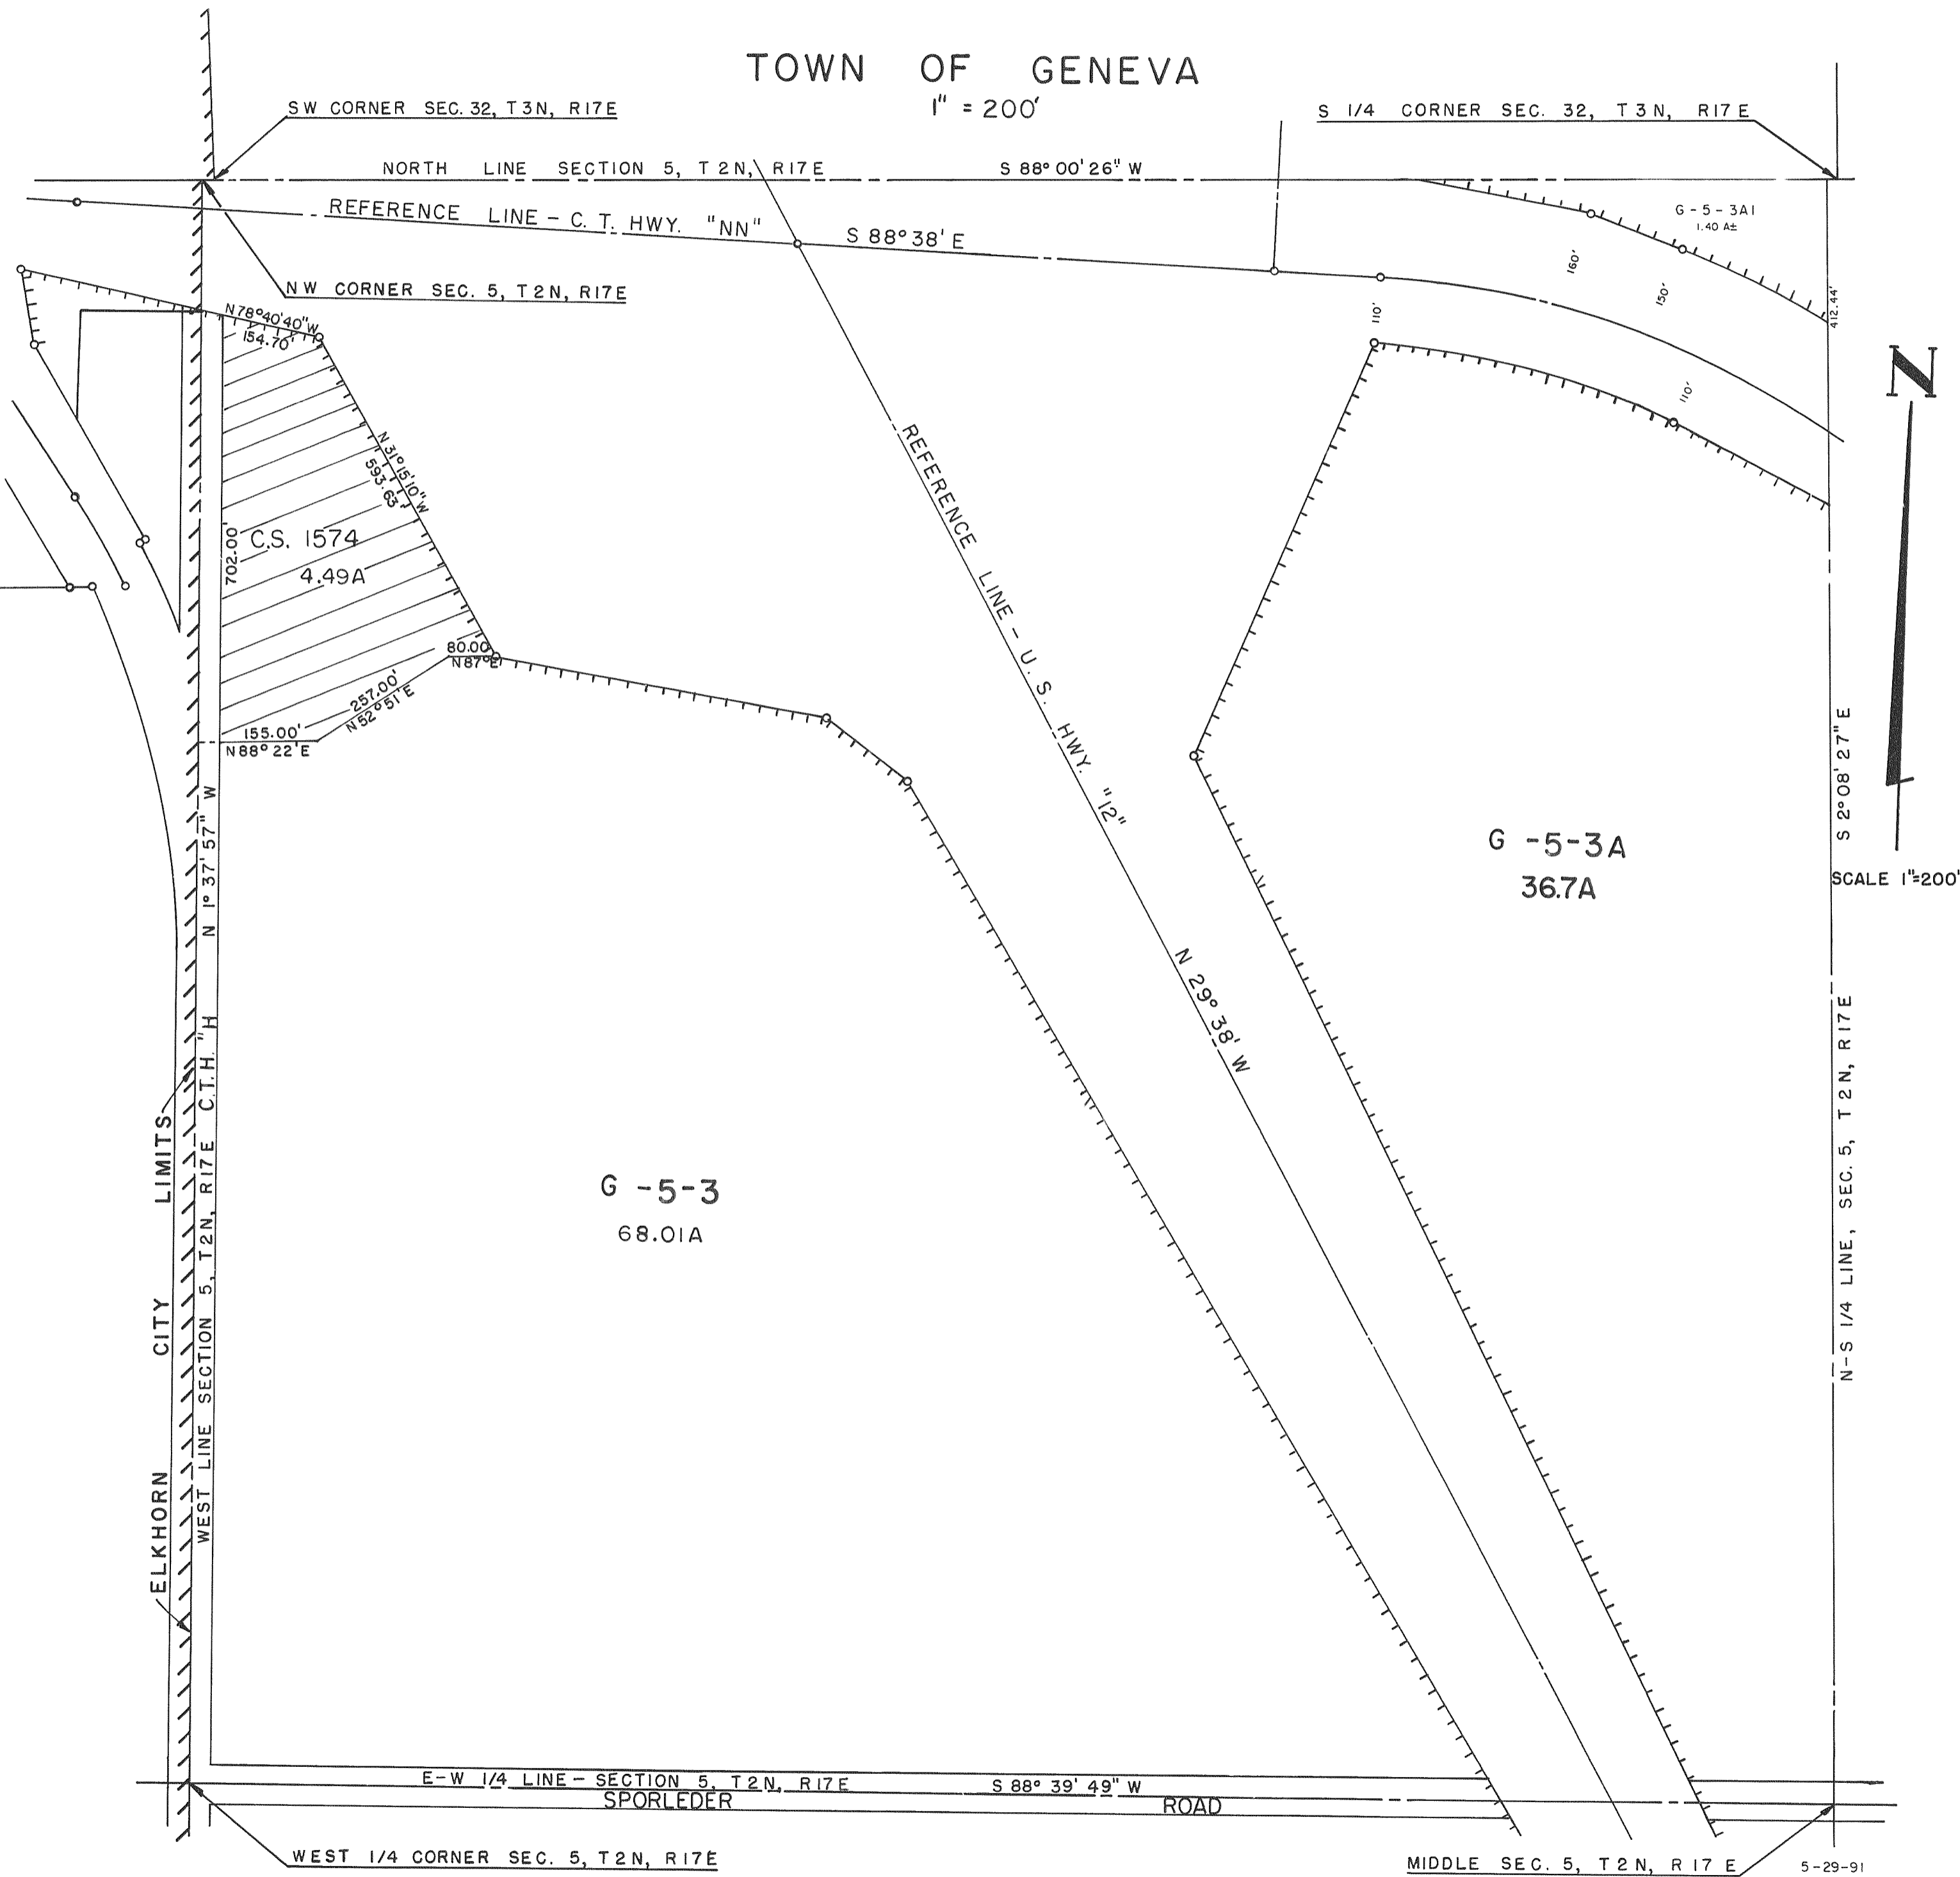 TOWN OF GENEVA
1" = 200'
SW CORNER SEC. 32, T3N, R17E
S 1/4 CORNER SEC. 32, T3N, R17E
NORTH LINE SECTION 5, T2N, R17E
S 88° 00' 26" W
REFERENCE LINE - C. T. HWY. "NN"
S 88° 38' E
G - 5 - 3A1
1.40 A±
160'
150'
110'
110'
412.44'
NW CORNER SEC. 5, T2N, R17E
N 78° 40' 40" W
154.70'
N 31° 15' 10" W
593.63'
C.S. 1574
4.49A
702.00'
80.00
N 87° E
257.00'
N 52° 51' E
155.00'
N 88° 22' E
REFERENCE LINE - U. S. HWY. "12"
N 29° 38' W
N
SCALE 1"=200'
G -5-3A
36.7A
S 2° 08' 27" E
N-S 1/4 LINE, SEC. 5, T2N, R17E
N 1° 37' 57" W
WEST LINE SECTION 5, T2N, R17E C.T.H. "H
ELKHORN CITY LIMITS
G -5-3
68.01A
E-W 1/4 LINE - SECTION 5, T2N, R17E
S 88° 39' 49" W
SPORLEDER ROAD
WEST 1/4 CORNER SEC. 5, T2N, R17E
MIDDLE SEC. 5, T2N, R17 E
5-29-91